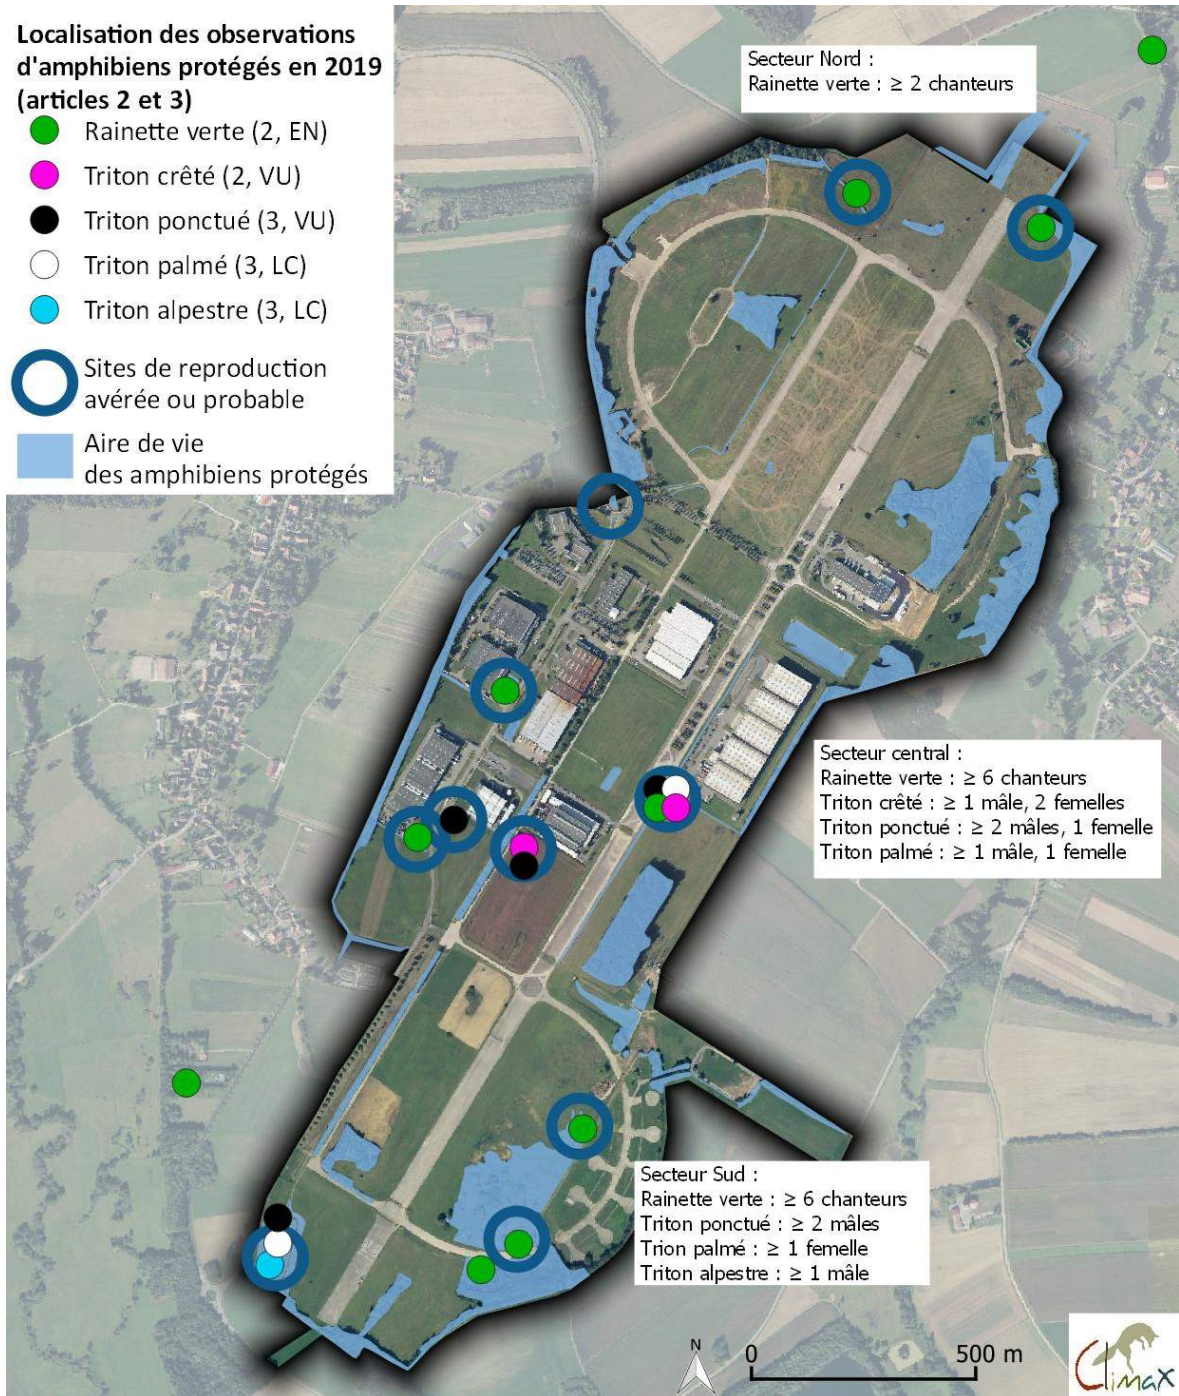 Localisation des observations
d'amphibiens protégés en 2019
(articles 2 et 3)
Rainette verte (2, EN)
Triton crêté (2, VU)
Triton ponctué (3, VU)
Triton palmé (3, LC)
Triton alpestre (3, LC)
Sites de reproduction
avérée ou probable
Aire de vie
des amphibiens protégés
Secteur Nord :
Rainette verte : ≥ 2 chanteurs
Secteur central :
Rainette verte : ≥ 6 chanteurs
Triton crêté : ≥ 1 mâle, 2 femelles
Triton ponctué : ≥ 2 mâles, 1 femelle
Triton palmé : ≥ 1 mâle, 1 femelle
Secteur Sud :
Rainette verte : ≥ 6 chanteurs
Triton ponctué : ≥ 2 mâles
Trion palmé : ≥ 1 femelle
Triton alpestre : ≥ 1 mâle
N
0
500 m
Climax